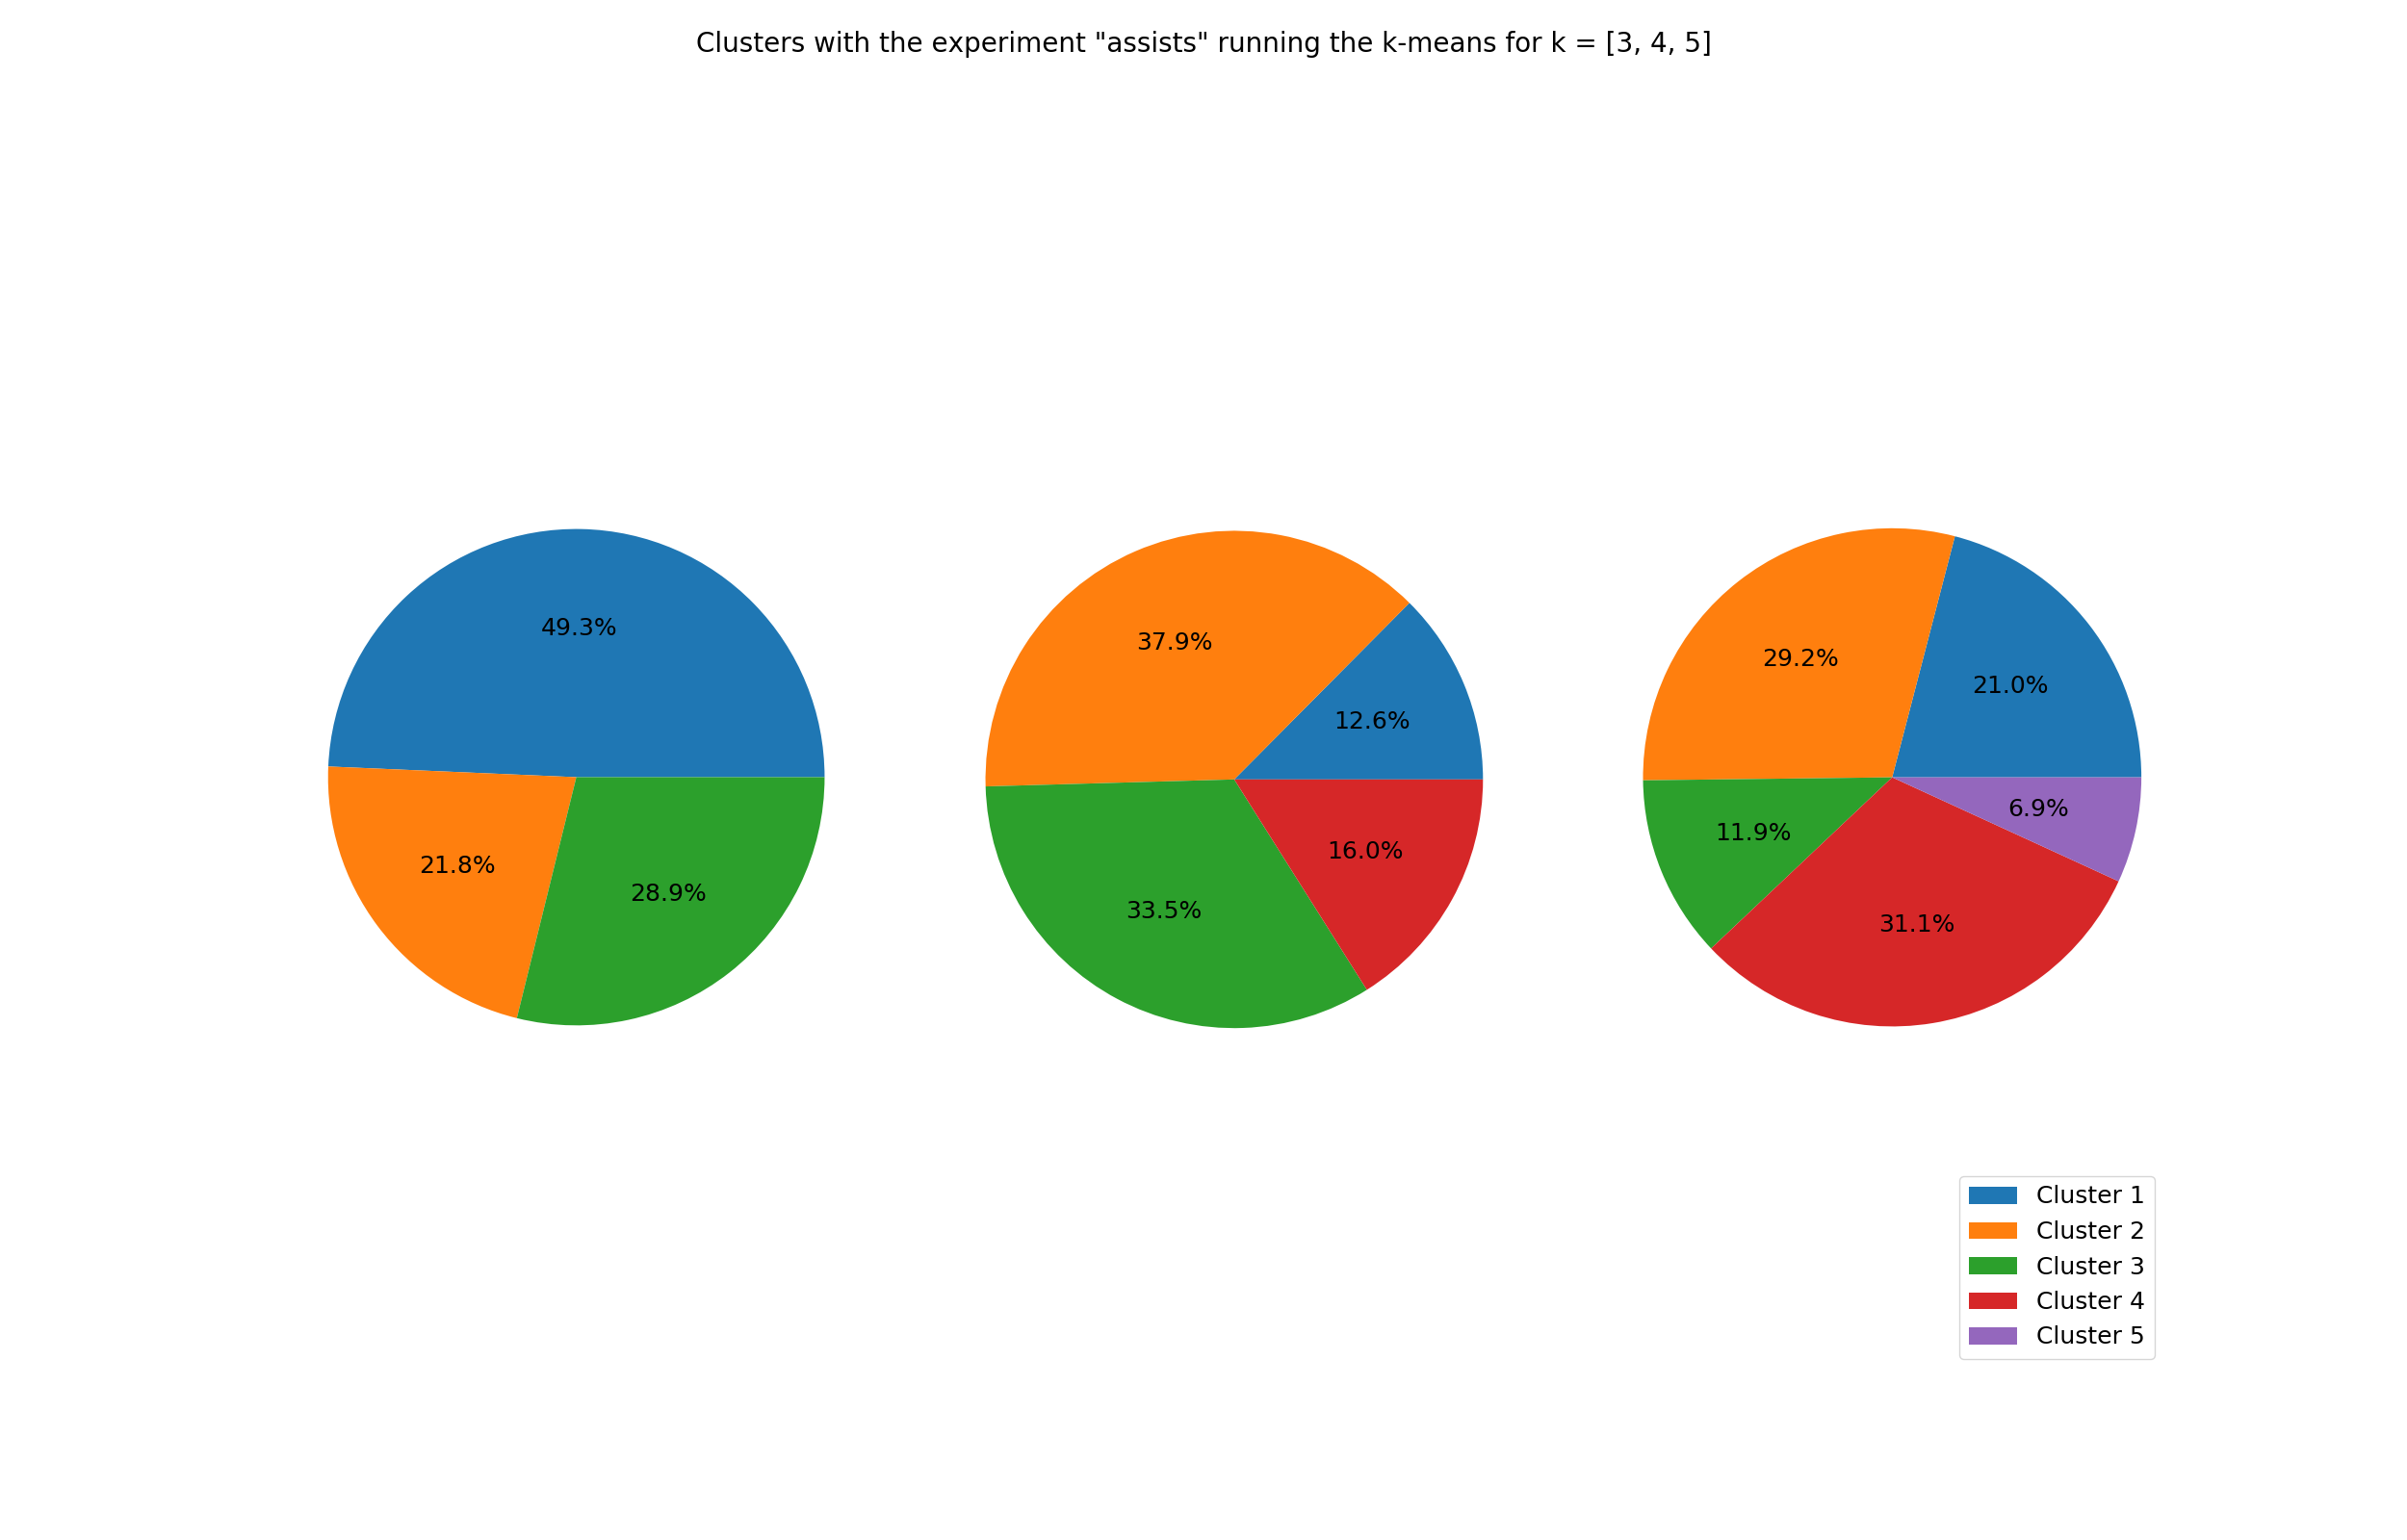 Clusters with the experiment "assists" running the k-means for k = [3, 4, 5]
49.3%
21.8%
28.9%
37.9%
12.6%
33.5%
16.0%
29.2%
21.0%
11.9%
6.9%
31.1%
Cluster 1
Cluster 2
Cluster 3
Cluster 4
Cluster 5